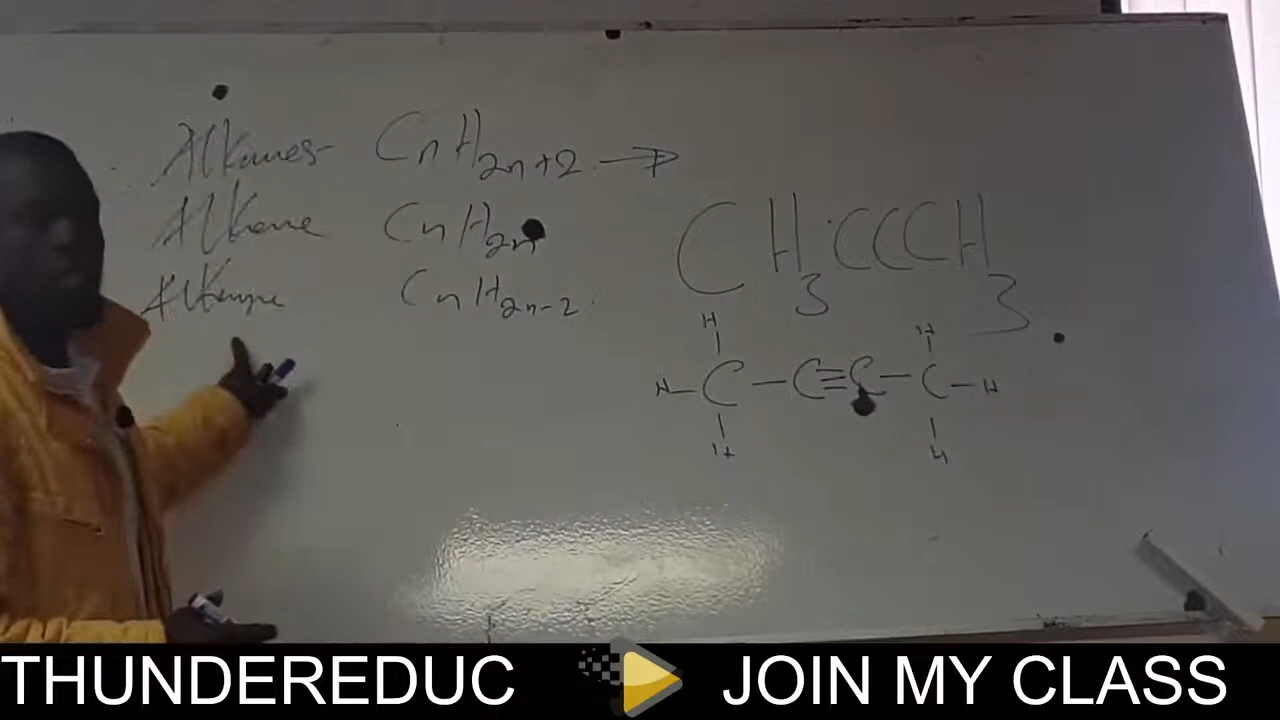 Alkanes- CnH2n+2 →
Alkene CnH2n
Alkyne CnH2n-2
CH3CCCH3
H H
H-C-C≡C-C-H
H H
THUNDEREDUC JOIN MY CLASS